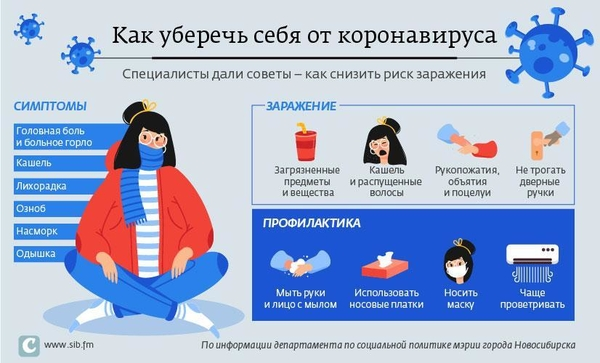 Как уберечь себя от коронавируса
Специалисты дали советы – как снизить риск заражения
СИМПТОМЫ
Головная боль
и больное горло
Кашель
Лихорадка
Озноб
Насморк
Одышка
ЗАРАЖЕНИЕ
Загрязненные
предметы
и вещества
Кашель
и распущенные
волосы
Рукопожатия,
объятия
и поцелуи
Не трогать
дверные
ручки
ПРОФИЛАКТИКА
Мыть руки
и лицо с мылом
Использовать
носовые платки
Носить
маску
Чаще
проветривать
C www.sib.fm
По информации департамента по социальной политике мэрии города Новосибирска